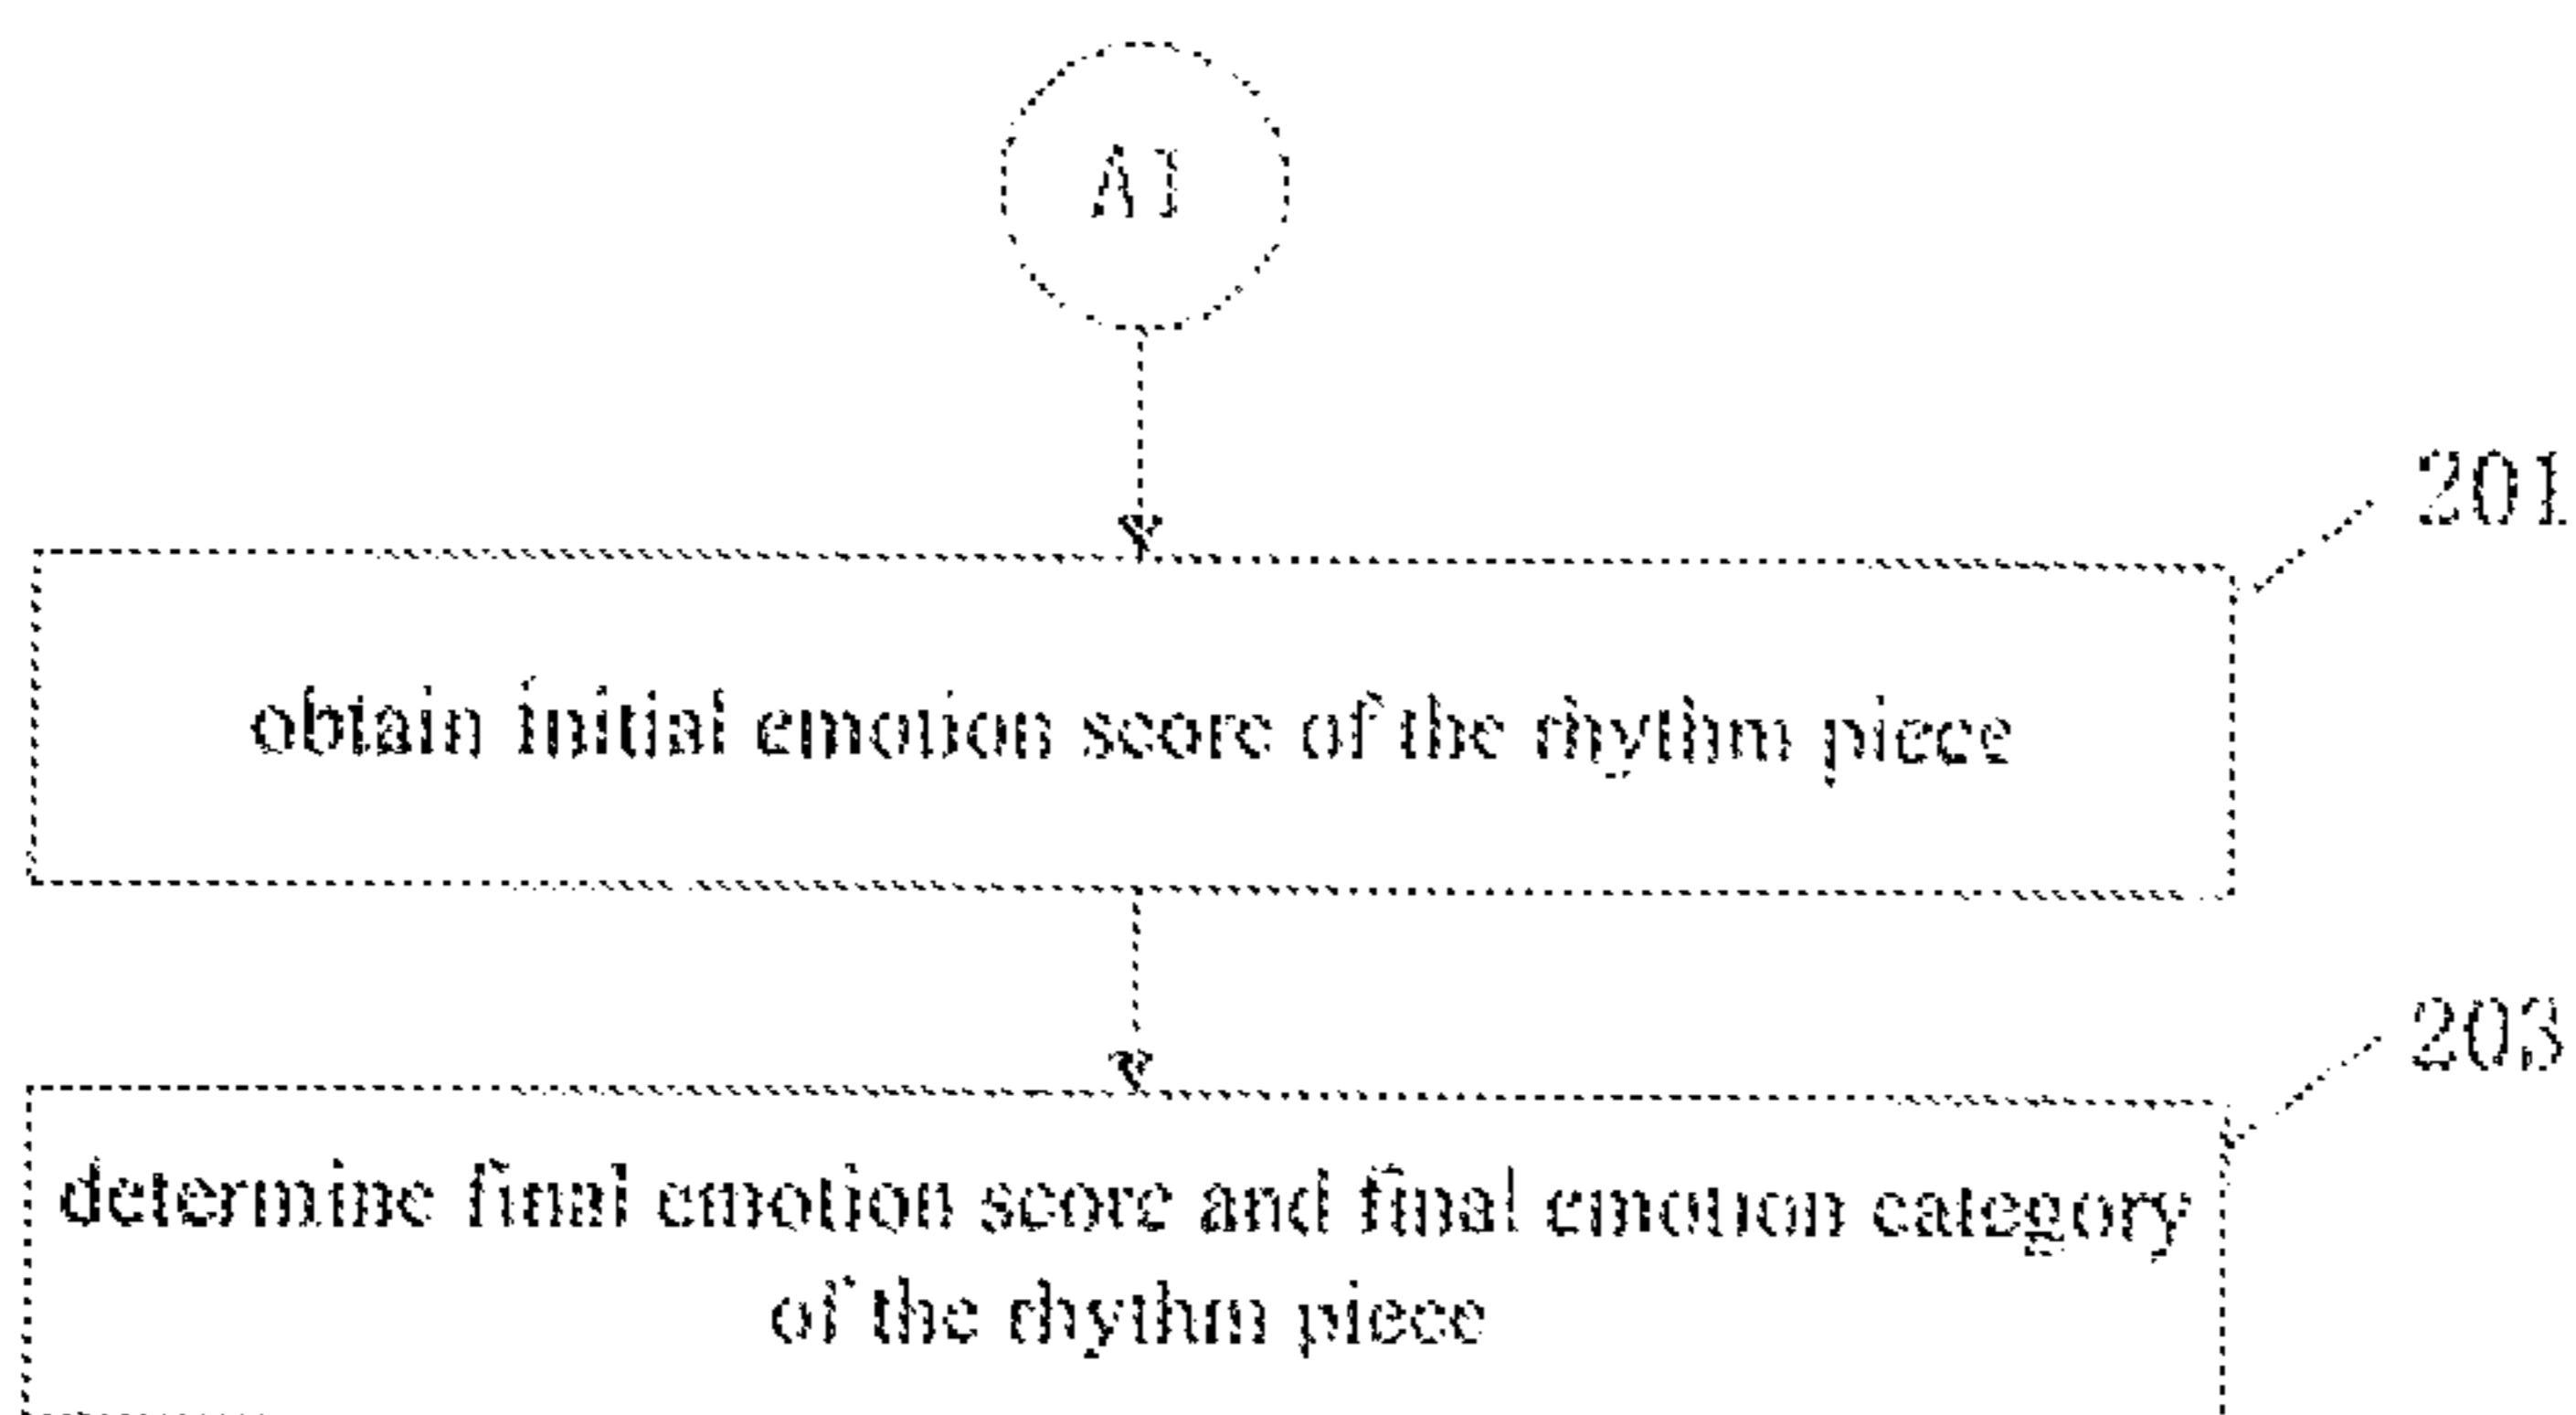 A1
201
obtain initial emotion score of the rhythm piece
203
determine final emotion score and final emotion category
of the rhythm piece